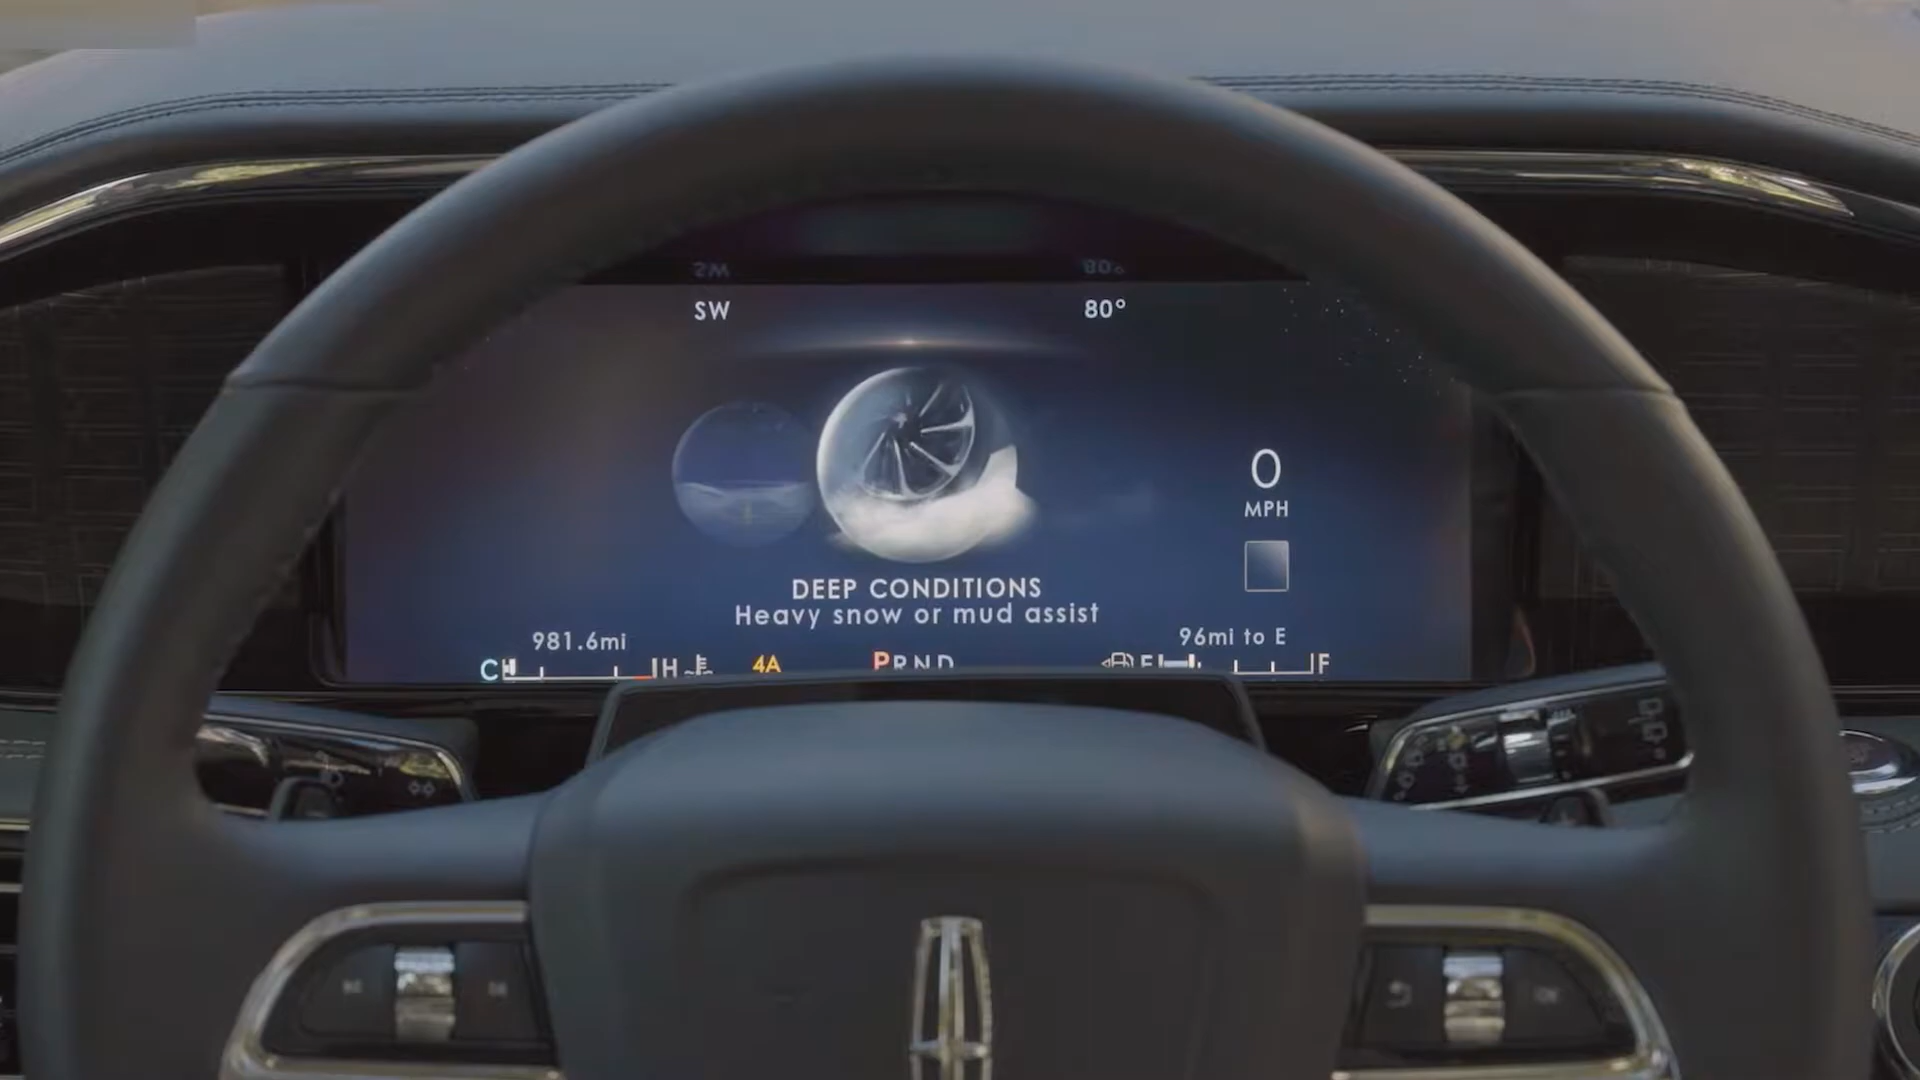 SW
80°
0
MPH
DEEP CONDITIONS
Heavy snow or mud assist
981.6mi
96mi to E
C H
4A
PRND
E F